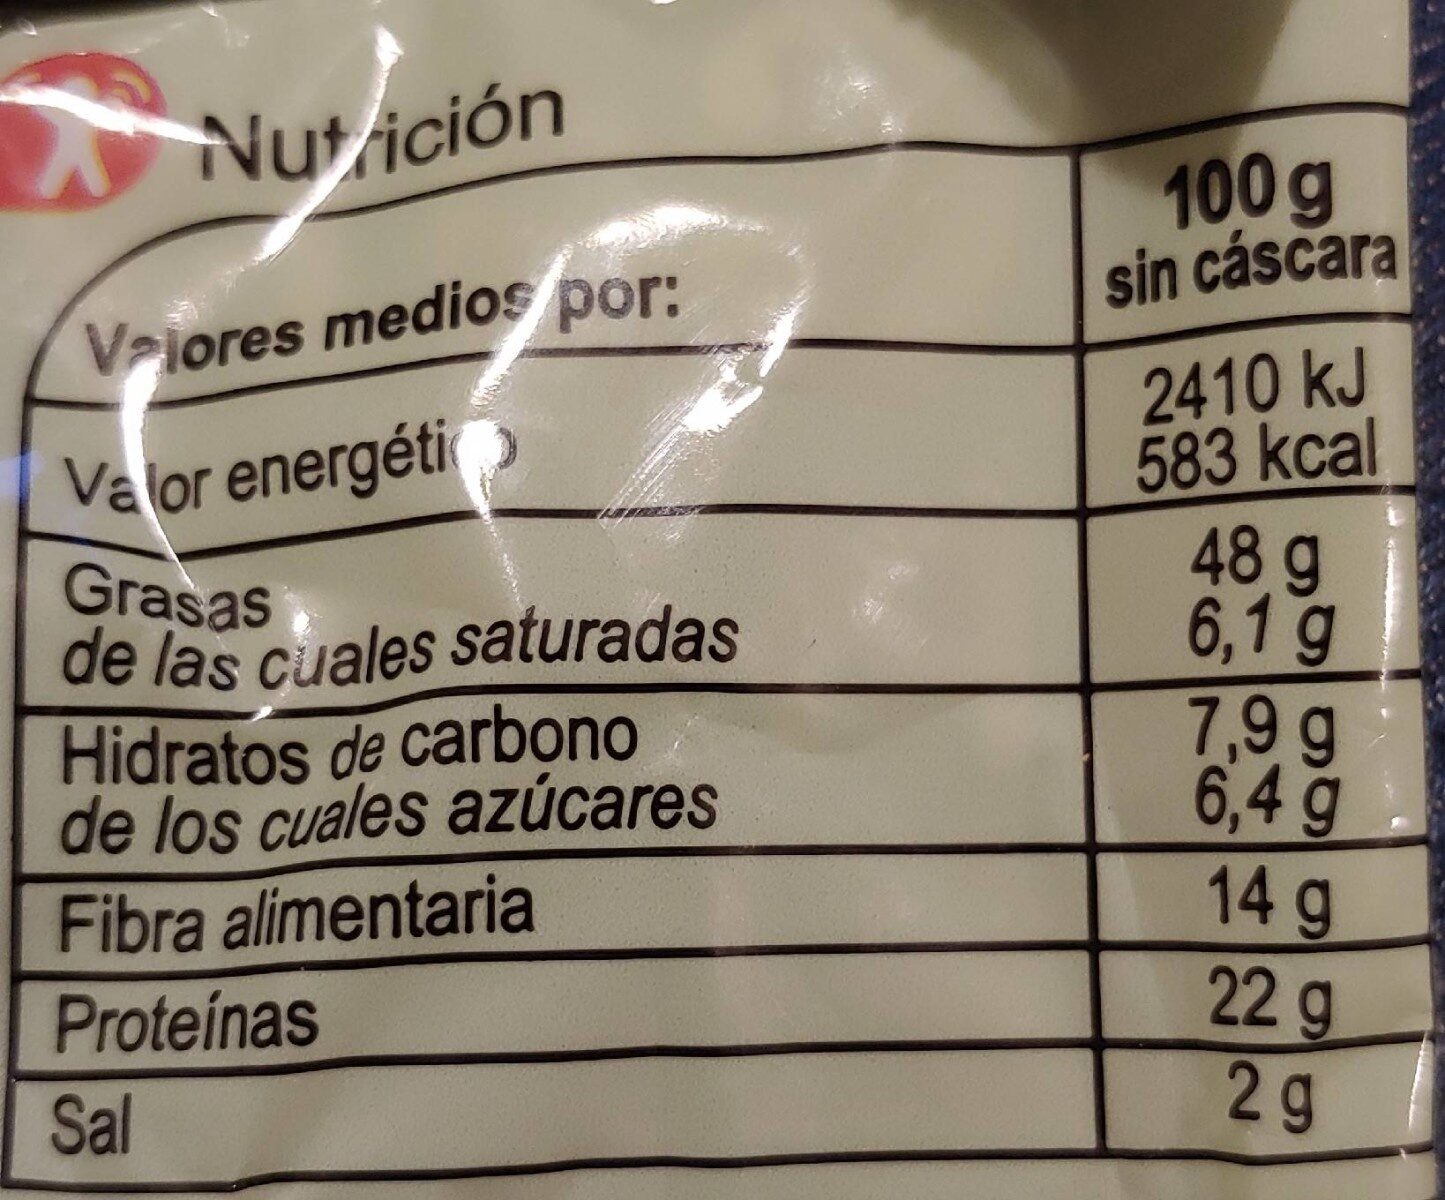 Nutrición
Valores medios por:
100 g
sin cáscara
Valor energético
2410 kJ
583 kcal
Grasas
48 g
de las cuales saturadas
6,1 g
Hidratos de carbono
7,9 g
de los cuales azúcares
6,4 g
Fibra alimentaria
14 g
Proteínas
22 g
Sal
2 g